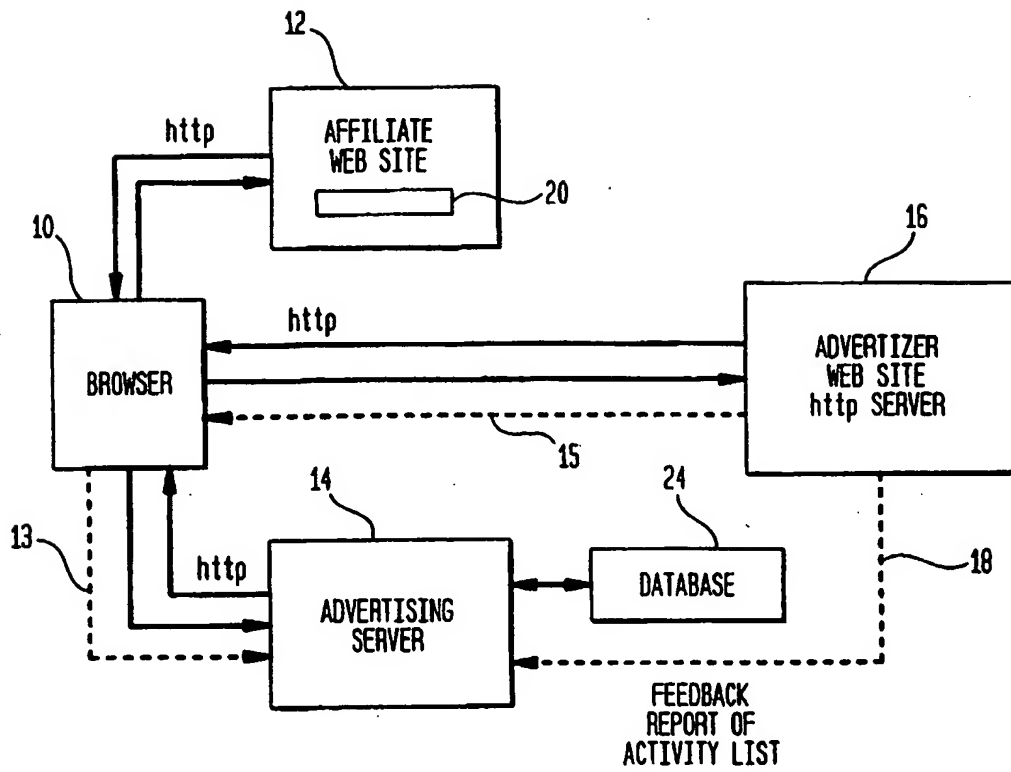 12
http
AFFILIATE
WEB SITE
20
10
16
http
BROWSER
ADVERTIZER
WEB SITE
http SERVER
15
14
24
13
http
18
DATABASE
ADVERTISING
SERVER
FEEDBACK
REPORT OF
ACTIVITY LIST